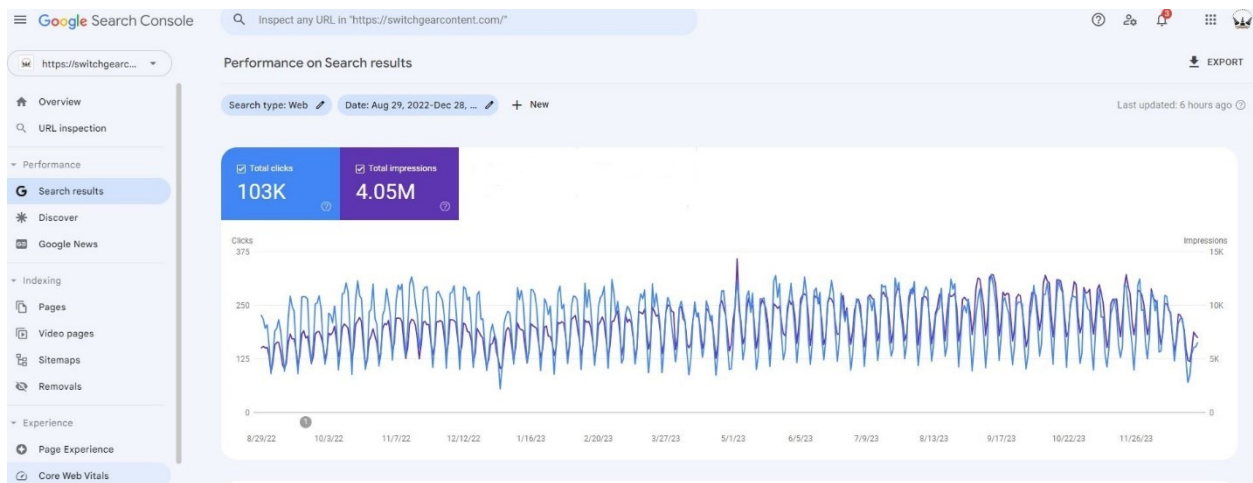 Google Search Console
Inspect any URL in "https://switchgearcontent.com/"
3
https://switchgearc...
Performance on Search results
EXPORT
Overview
URL inspection
Search type: Web
Date: Aug 29, 2022-Dec 28, ...
+ New
Last updated: 6 hours ago
Performance
Search results
Discover
Google News
Total clicks
103K
Total impressions
4.05M
Indexing
Pages
Video pages
Sitemaps
Removals
Experience
Page Experience
Core Web Vitals
Clicks
375
250
125
0
Impressions
15K
10K
5K
0
1
8/29/22 10/3/22 11/7/22 12/12/22 1/16/23 2/20/23 3/27/23 5/1/23 6/5/23 7/9/23 8/13/23 9/17/23 10/22/23 11/26/23